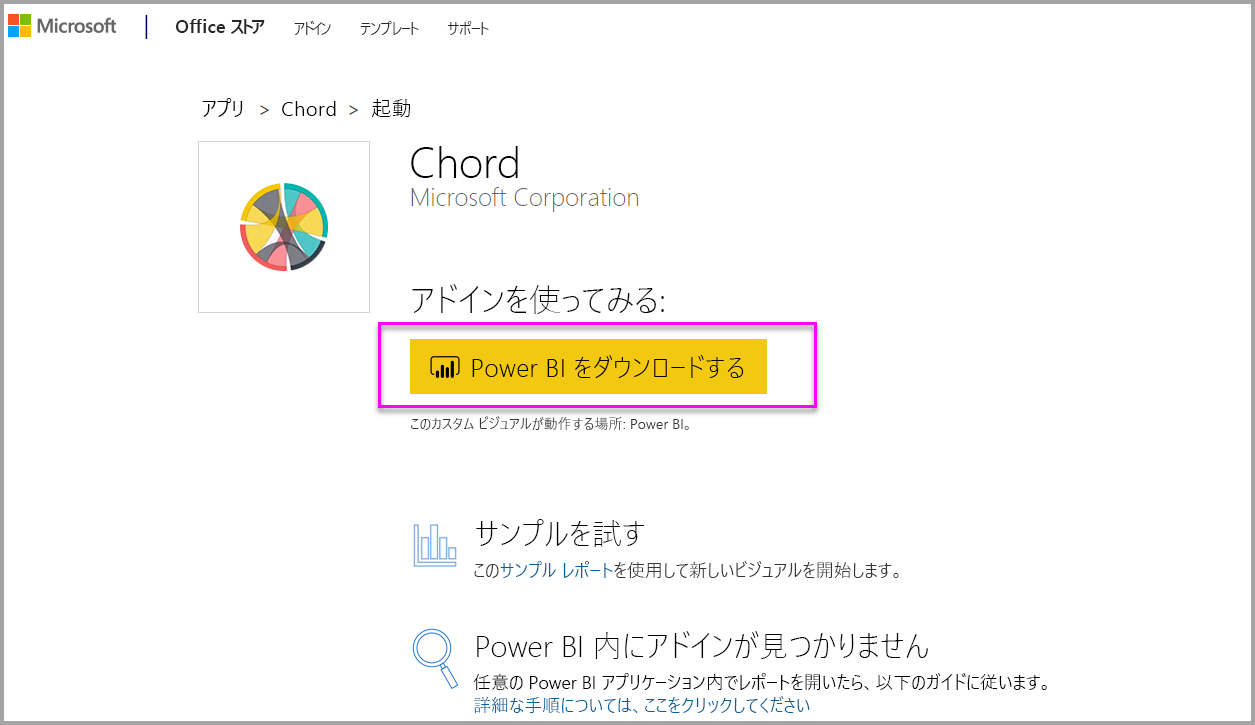 Microsoft | Office ストア アドイン テンプレート サポート
アプリ > Chord > 起動
Chord
Microsoft Corporation
アドインを使ってみる:
Power BI をダウンロードする
このカスタム ビジュアルが動作する場所: Power BI。
サンプルを試す
このサンプル レポートを使用して新しいビジュアルを開始します。
Power BI 内にアドインが見つかりません
任意の Power BI アプリケーション内でレポートを開いたら、以下のガイドに従います。
詳細な手順については、ここをクリックしてください